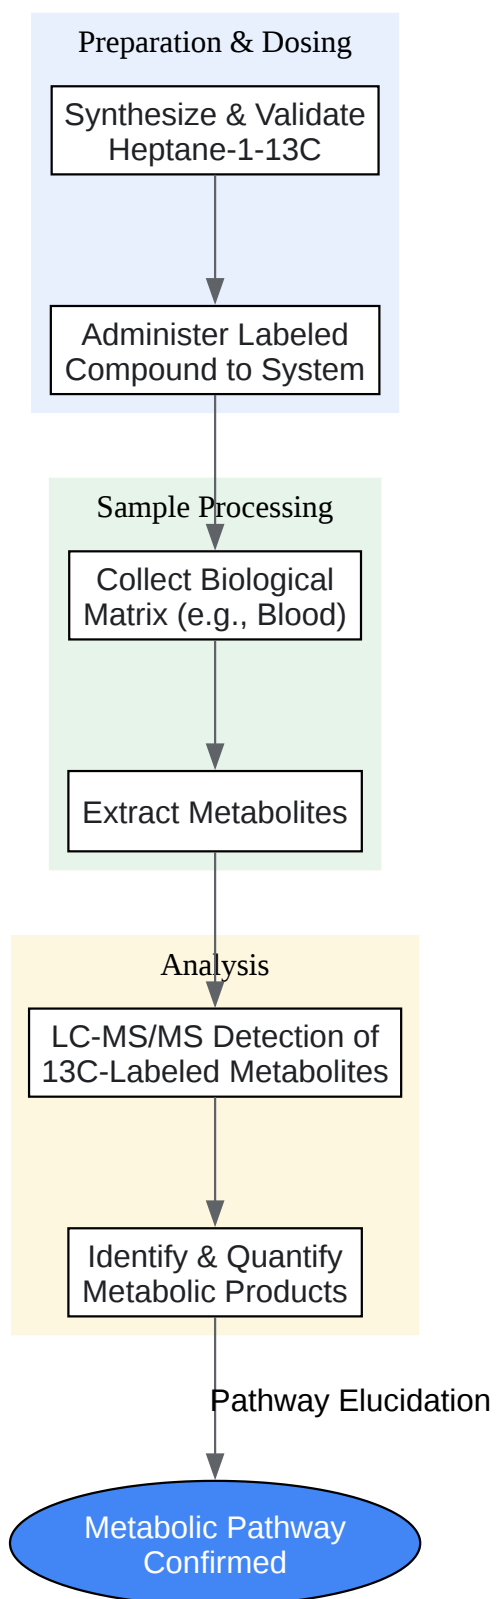 Preparation & Dosing
Synthesize & Validate
Heptane-1-13C
Administer Labeled
Compound to System
Sample Processing
Collect Biological
Matrix (e.g., Blood)
Extract Metabolites
Analysis
LC-MS/MS Detection of
13C-Labeled Metabolites
Identify & Quantify
Metabolic Products
Pathway Elucidation
Metabolic Pathway
Confirmed